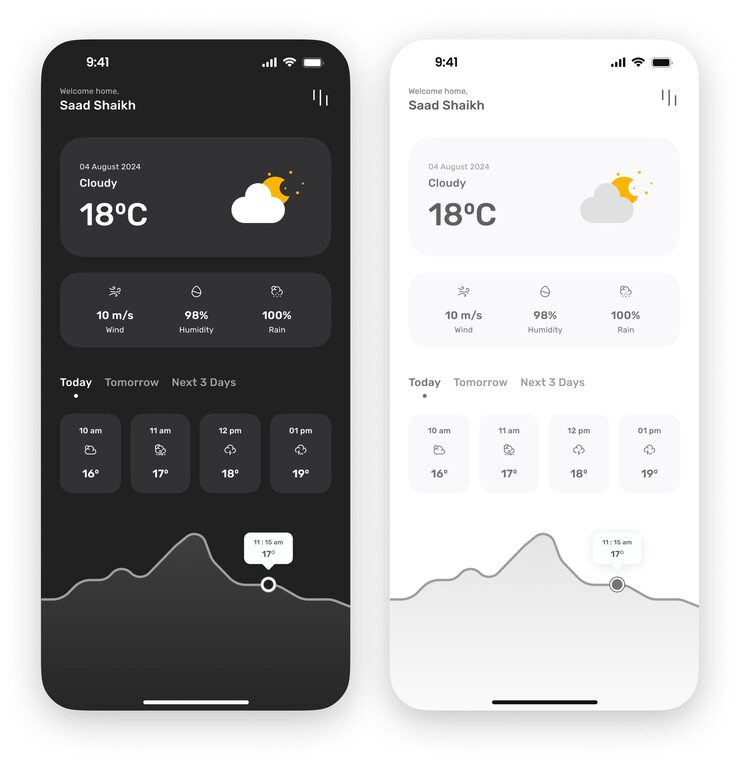 9:41
Welcome home,
Saad Shaikh
04 August 2024
Cloudy
18ºC
10 m/s 98% 100%
Wind Humidity Rain
Today Tomorrow Next 3 Days
10 am 11 am 12 pm 01 pm
16º 17º 18º 19º
11 : 15 am
17º
9:41
Welcome home,
Saad Shaikh
04 August 2024
Cloudy
18ºC
10 m/s 98% 100%
Wind Humidity Rain
Today Tomorrow Next 3 Days
10 am 11 am 12 pm 01 pm
16º 17º 18º 19º
11 : 15 am
17º